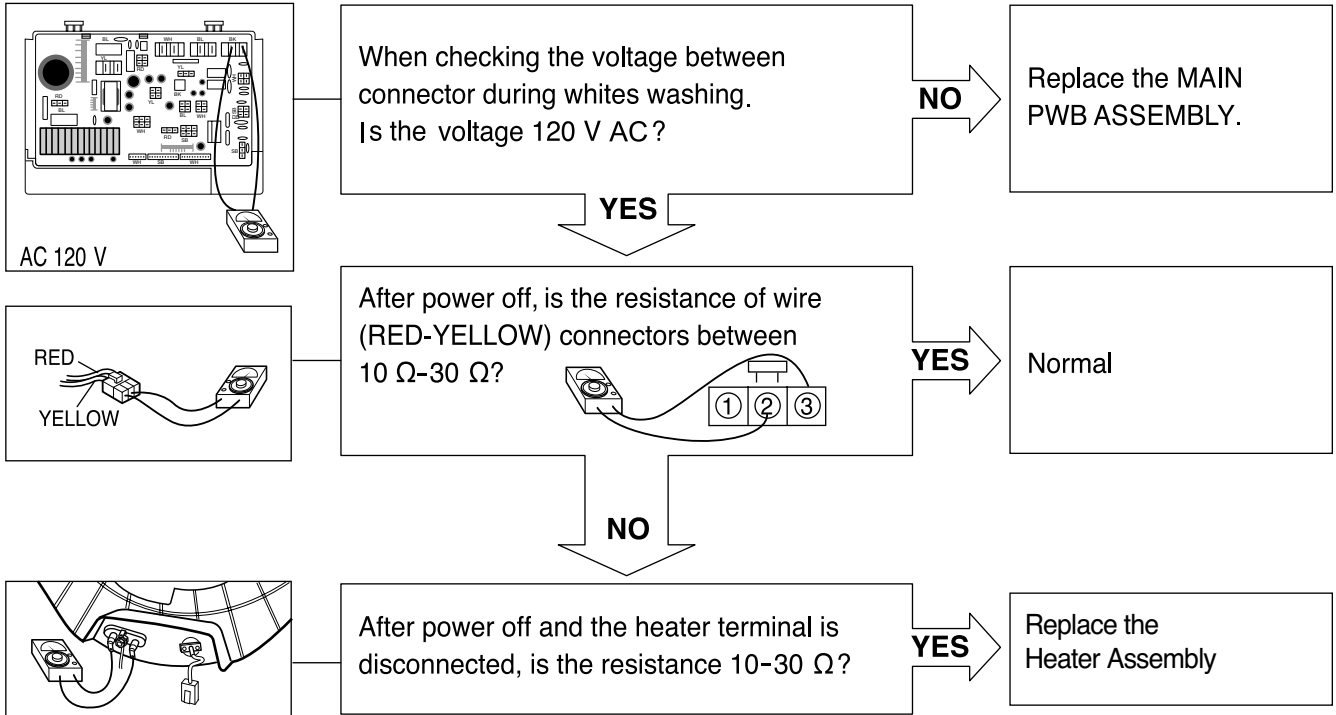 When checking the voltage between
connector during whites washing.
Is the voltage 120 V AC?
NO
Replace the MAIN
PWB ASSEMBLY.
AC 120 V
YES
After power off, is the resistance of wire
(RED-YELLOW) connectors between
10 Ω-30 Ω?
① ② ③
YES
Normal
RED
YELLOW
NO
After power off and the heater terminal is
disconnected, is the resistance 10-30 Ω?
YES
Replace the
Heater Assembly